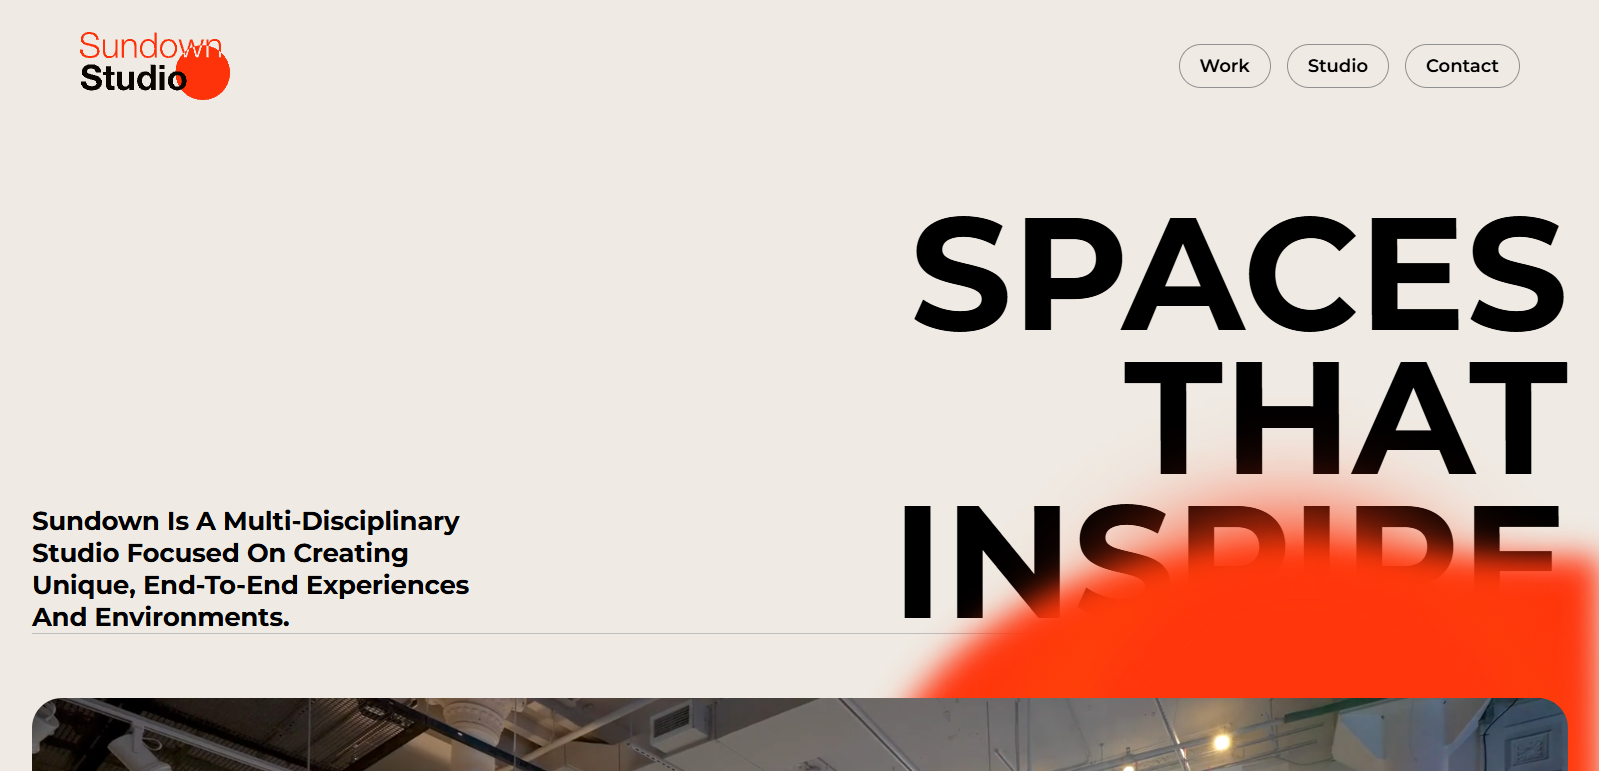 Sundown
Studio
Work
Studio
Contact
SPACES
THAT
INSPIRE
Sundown Is A Multi-Disciplinary
Studio Focused On Creating
Unique, End-To-End Experiences
And Environments.